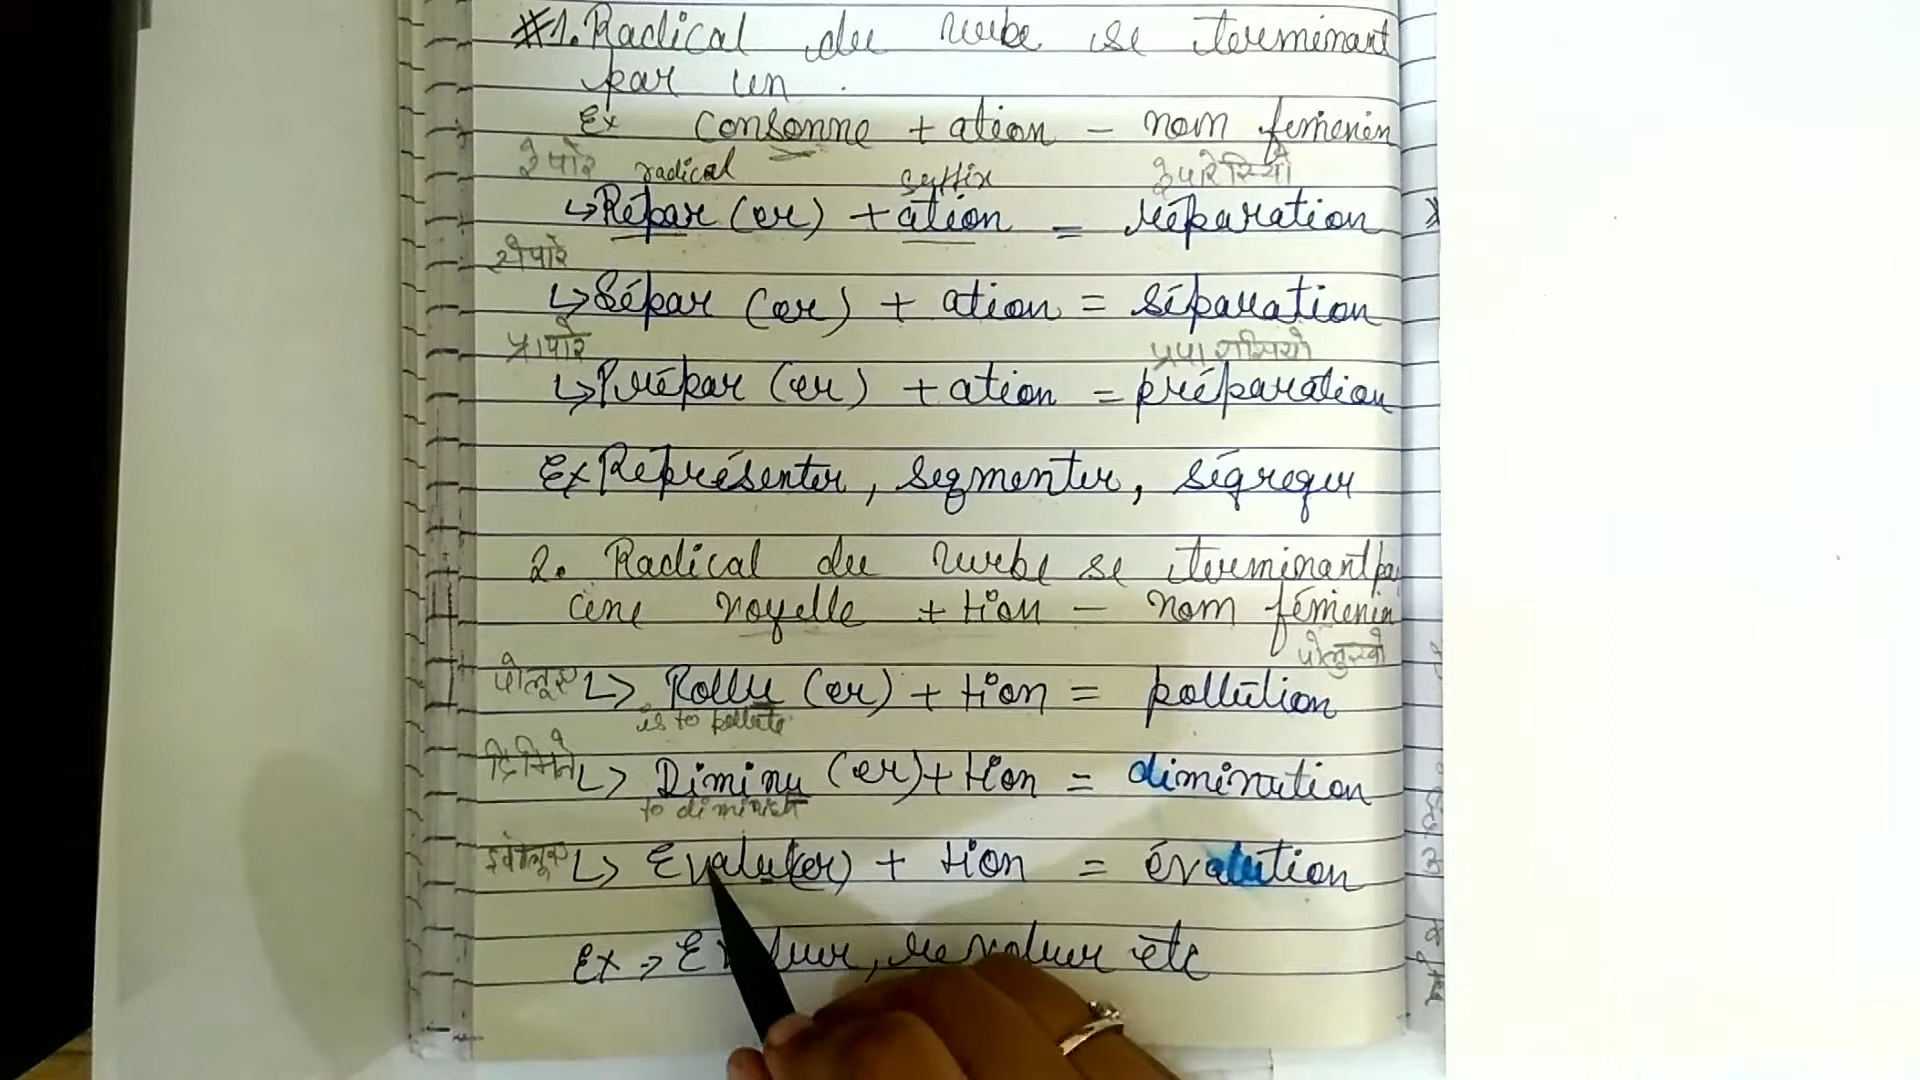 #1. Radical du verbe se terminant
par un
Ex consonne + ation - nom féminin
रेपारे radical suffix
↳Répar (er) + ation = réparation
सेपारे
↳Sépar (er) + ation = séparation
प्रापारे
↳Prépar (er) + ation = préparation
Ex Représenter, segmenter, ségreguer
2. Radical du verbe se terminant pa
une voyelle + tion - nom féminin
↳ Pollu (er) + tion = pollution
is to pollute
↳ Diminu (er) + tion = diminution
to diminish
↳ Evalu(er) + tion = évalution
Ex → etc